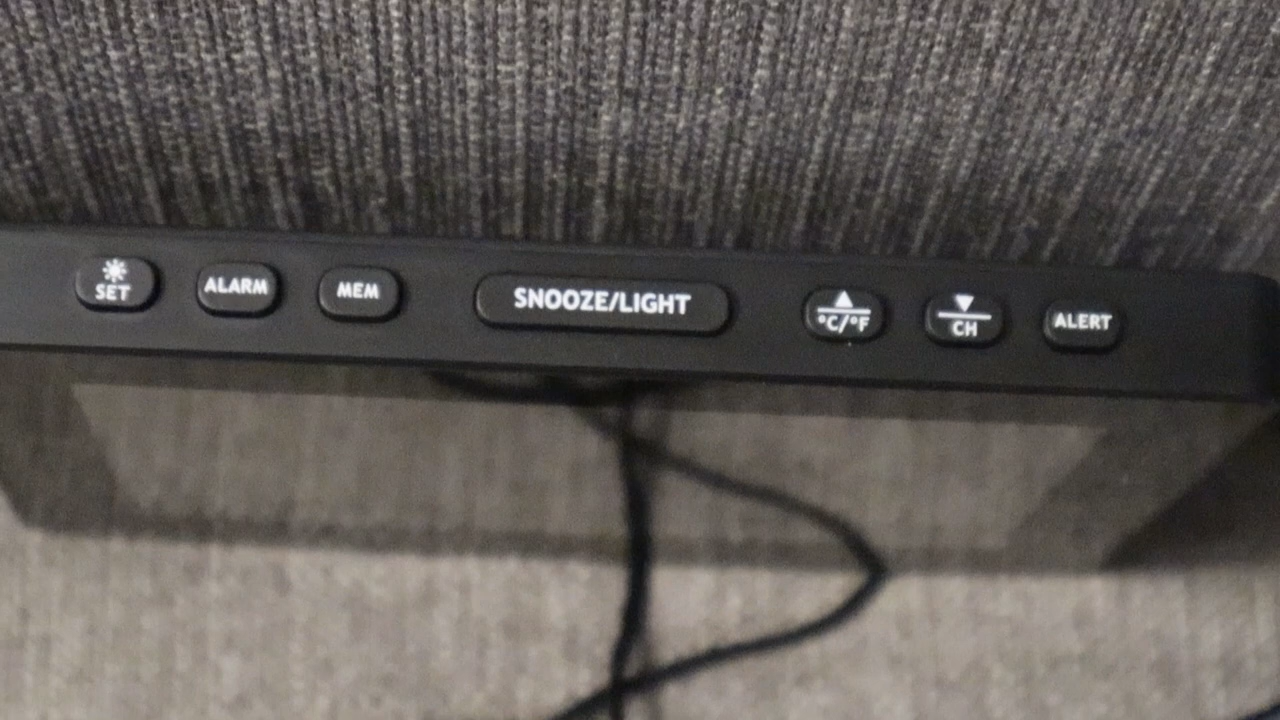 SET
ALARM
MEM
SNOOZE/LIGHT
°C/°F
CH
ALERT